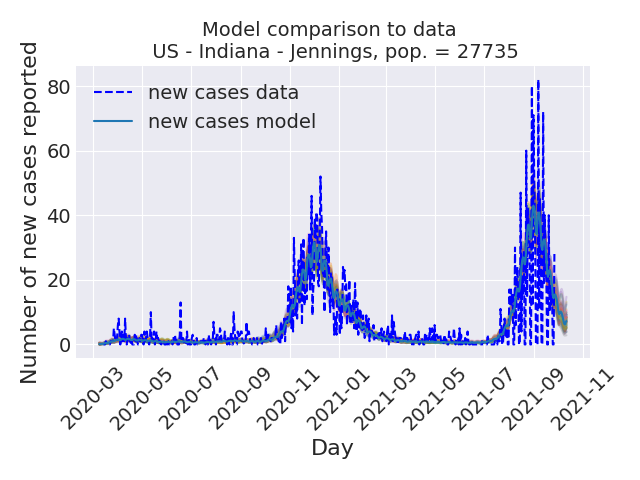 Model comparison to data
US - Indiana - Jennings, pop. = 27735
Number of new cases reported
80
60
40
20
0
new cases data
new cases model
2020-03
2020-05
2020-07
2020-09
2020-11
2021-01
2021-03
2021-05
2021-07
2021-09
2021-11
Day